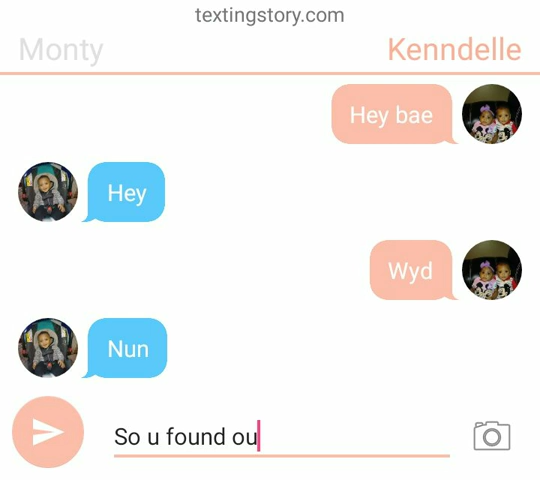 textingstory.com
Monty
Kenndelle
Hey bae
Hey
Wyd
Nun
So u found ou